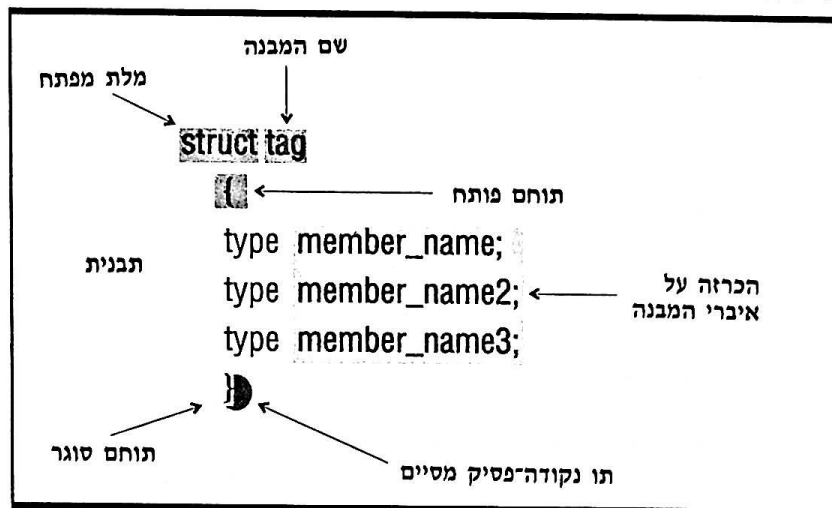 שם המבנה
מלת מפתח
struct tag
{
תוחם פותח
type member_name;
תבנית
type member_name2;
הכרזה על
איברי המבנה
type member_name3;
};
תוחם סוגר
תו נקודה-פסיק מסיים